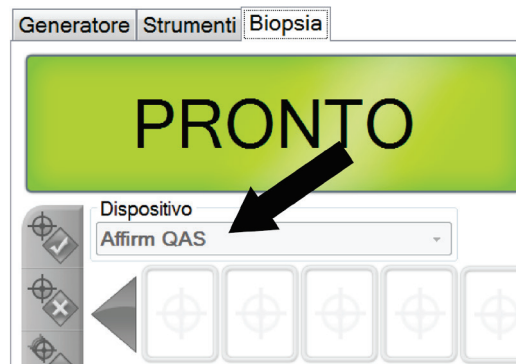 Generatore Strumenti Biopsia
PRONTO
Dispositivo
Affirm QAS